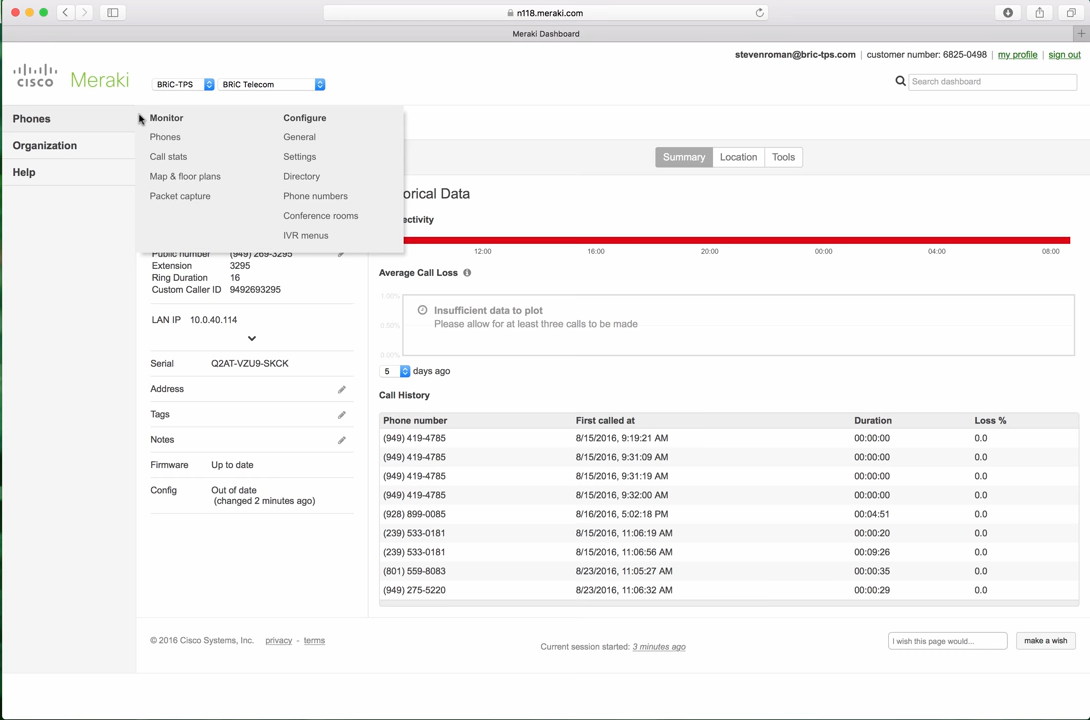 n118.meraki.com
Meraki Dashboard
stevenroman@bric-tps.com customer number: 6825-0498 my profile sign out
CISCO Meraki BRiC-TPS BRiC Telecom Search dashboard
Phones
Organization
Help
Monitor
Phones
Call stats
Map & floor plans
Packet capture
Configure
General
Settings
Directory
Phone numbers
Conference rooms
IVR menus
Summary Location Tools
orical Data
ectivity
12:00 16:00 20:00 00:00 04:00 08:00
Public number (949) 269-3295
Extension 3295
Ring Duration 16
Custom Caller ID 9492693295
LAN IP 10.0.40.114
Serial Q2AT-VZU9-SKCK
Address
Tags
Notes
Firmware Up to date
Config Out of date
(changed 2 minutes ago)
Average Call Loss
1.00%
0.50%
0.00%
Insufficient data to plot
Please allow for at least three calls to be made
5 days ago
Call History
Phone number First called at Duration Loss %
(949) 419-4785 8/15/2016, 9:19:21 AM 00:00:00 0.0
(949) 419-4785 8/15/2016, 9:31:09 AM 00:00:00 0.0
(949) 419-4785 8/15/2016, 9:31:19 AM 00:00:00 0.0
(949) 419-4785 8/15/2016, 9:32:00 AM 00:00:00 0.0
(928) 899-0085 8/16/2016, 5:02:18 PM 00:04:51 0.0
(239) 533-0181 8/15/2016, 11:06:19 AM 00:00:20 0.0
(239) 533-0181 8/15/2016, 11:06:56 AM 00:09:26 0.0
(801) 559-8083 8/23/2016, 11:05:27 AM 00:00:35 0.0
(949) 275-5220 8/23/2016, 11:06:32 AM 00:00:29 0.0
© 2016 Cisco Systems, Inc. privacy - terms
Current session started: 3 minutes ago
I wish this page would... make a wish